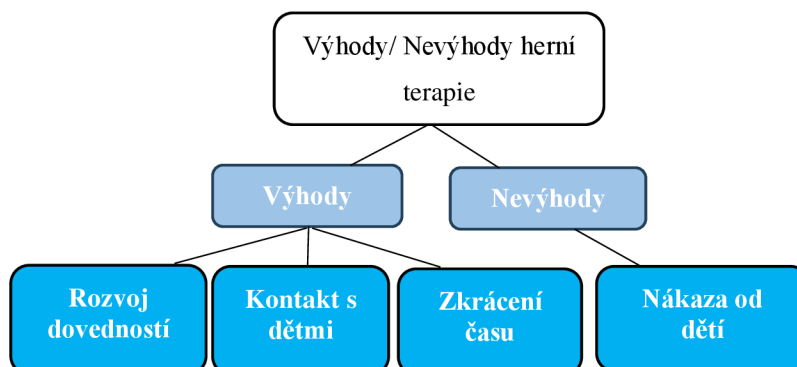 Výhody/ Nevýhody herní
terapie
Výhody
Nevýhody
Rozvoj
dovedností
Kontakt s
dětmi
Zkrácení
času
Nákaza od
dětí